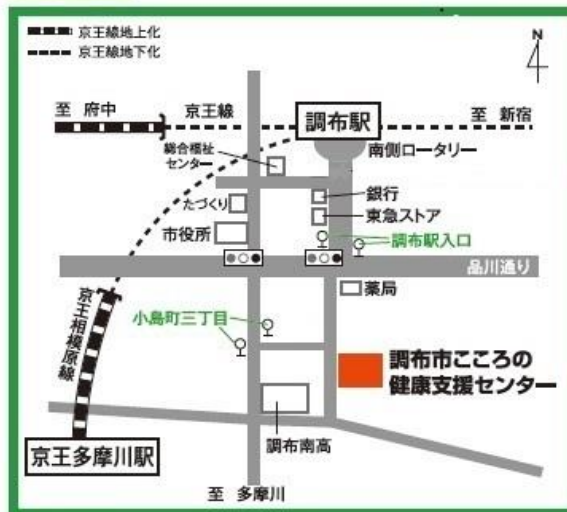 京王線地上化
京王線地下化
N
至 府中
京王線
調布駅
至 新宿
総合福祉
センター
南側ロータリー
たづくり
銀行
東急ストア
市役所
調布駅入口
品川通り
薬局
京王相模原線
小島町三丁目
調布市こころの
健康支援センター
調布南高
京王多摩川駅
至 多摩川